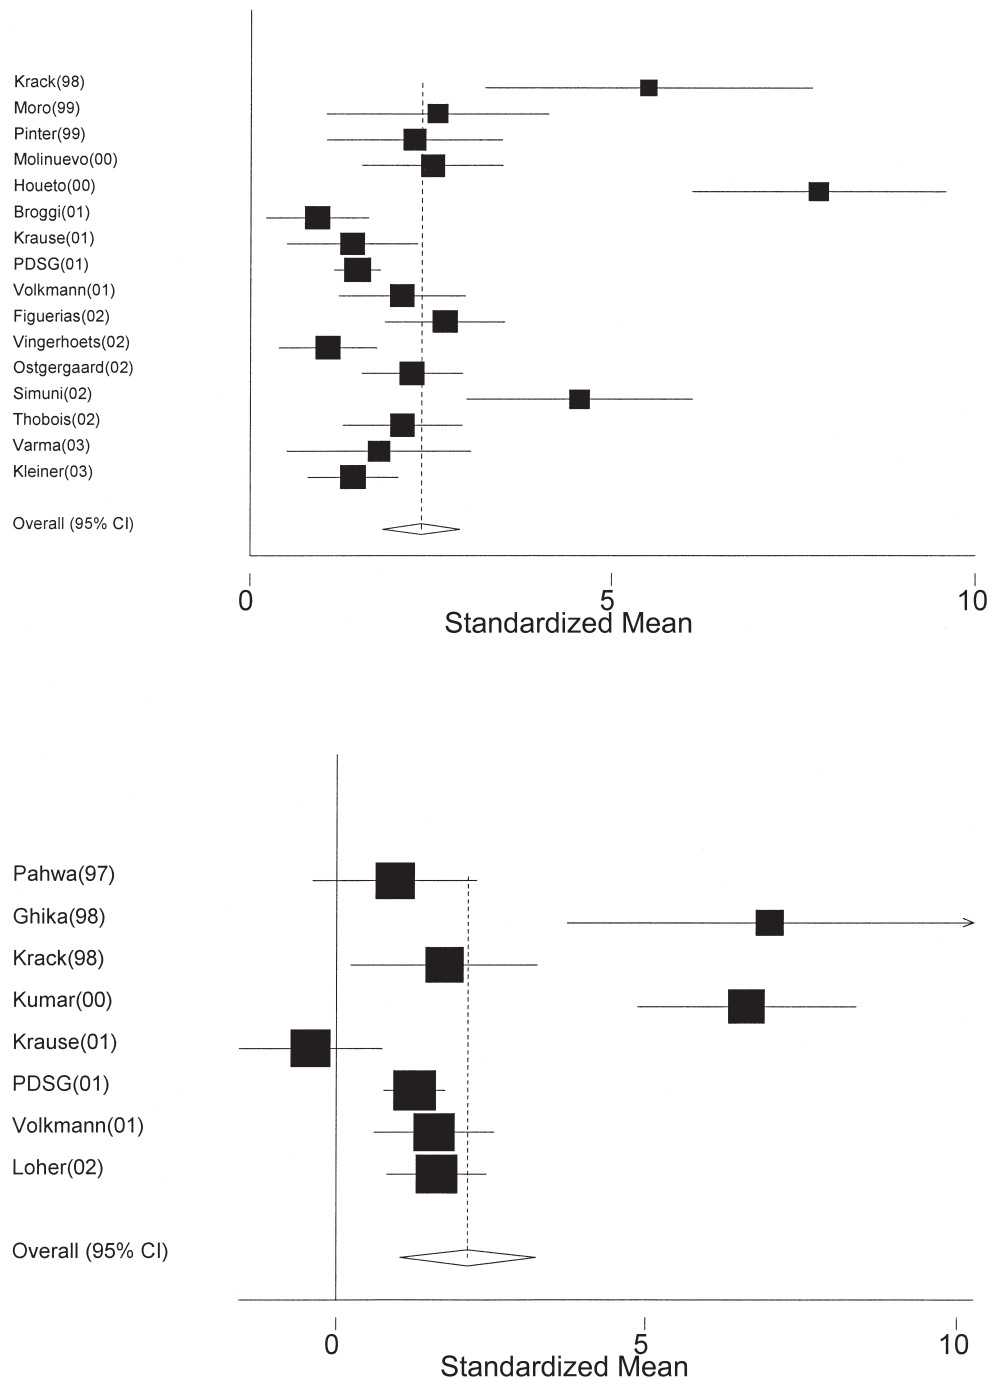 Krack(98)
Moro(99)
Pinter(99)
Molinuevo(00)
Houeto(00)
Broggi(01)
Krause(01)
PDSG(01)
Volkmann(01)
Figuerias(02)
Vingerhoets(02)
Ostgergaard(02)
Simuni(02)
Thobois(02)
Varma(03)
Kleiner(03)
Overall (95% CI)
0 5 10
Standardized Mean
Pahwa(97)
Ghika(98)
Krack(98)
Kumar(00)
Krause(01)
PDSG(01)
Volkmann(01)
Loher(02)
Overall (95% CI)
0 5 10
Standardized Mean